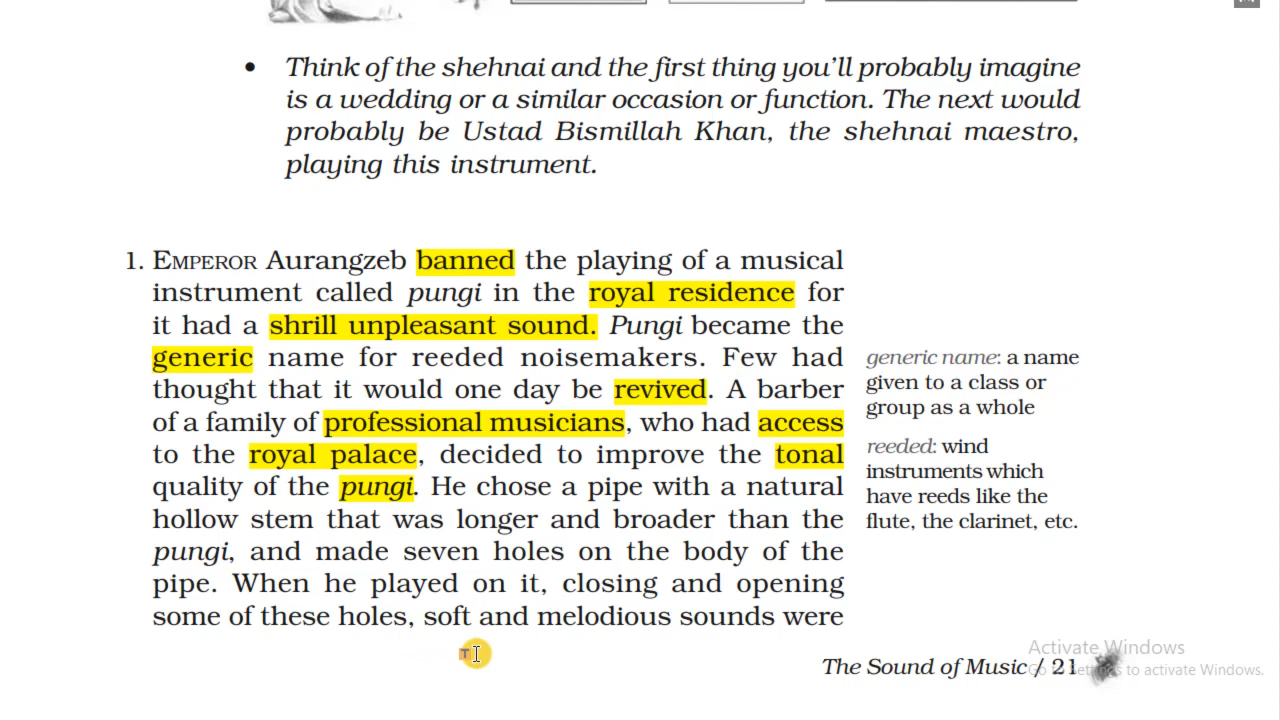 • Think of the shehnai and the first thing you'll probably imagine
is a wedding or a similar occasion or function. The next would
probably be Ustad Bismillah Khan, the shehnai maestro,
playing this instrument.
1. EMPEROR Aurangzeb banned the playing of a musical
instrument called pungi in the royal residence for
it had a shrill unpleasant sound. Pungi became the
generic name for reeded noisemakers. Few had
thought that it would one day be revived. A barber
of a family of professional musicians, who had access
to the royal palace, decided to improve the tonal
quality of the pungi. He chose a pipe with a natural
hollow stem that was longer and broader than the
pungi, and made seven holes on the body of the
pipe. When he played on it, closing and opening
some of these holes, soft and melodious sounds were
generic name: a name
given to a class or
group as a whole
reeded: wind
instruments which
have reeds like the
flute, the clarinet, etc.
T
The Sound of Music / 21
Activate Windows
Go to Settings to activate Windows.